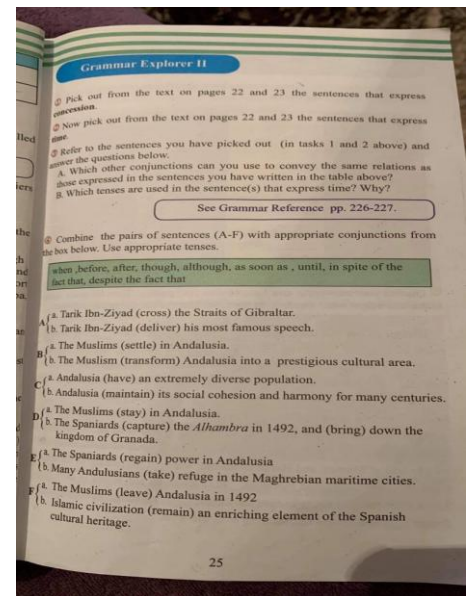 Grammar Explorer II
① Pick out from the text on pages 22 and 23 the sentences that express
concession.
② Now pick out from the text on pages 22 and 23 the sentences that express
time.
③ Refer to the sentences you have picked out (in tasks 1 and 2 above) and
answer the questions below.
A. Which other conjunctions can you use to convey the same relations as
those expressed in the sentences you have written in the table above?
B. Which tenses are used in the sentence(s) that express time? Why?
See Grammar Reference pp. 226-227.
④ Combine the pairs of sentences (A-F) with appropriate conjunctions from
the box below. Use appropriate tenses.
when ,before, after, though, although, as soon as , until, in spite of the
fact that, despite the fact that
A a. Tarik Ibn-Ziyad (cross) the Straits of Gibraltar.
b. Tarik Ibn-Ziyad (deliver) his most famous speech.
B a. The Muslims (settle) in Andalusia.
b. The Muslism (transform) Andalusia into a prestigious cultural area.
C a. Andalusia (have) an extremely diverse population.
b. Andalusia (maintain) its social cohesion and harmony for many centuries.
D a. The Muslims (stay) in Andalusia.
b. The Spaniards (capture) the Alhambra in 1492, and (bring) down the
kingdom of Granada.
E a. The Spaniards (regain) power in Andalusia
b. Many Andulusians (take) refuge in the Maghrebian maritime cities.
F a. The Muslims (leave) Andalusia in 1492
b. Islamic civilization (remain) an enriching element of the Spanish
cultural heritage.
25